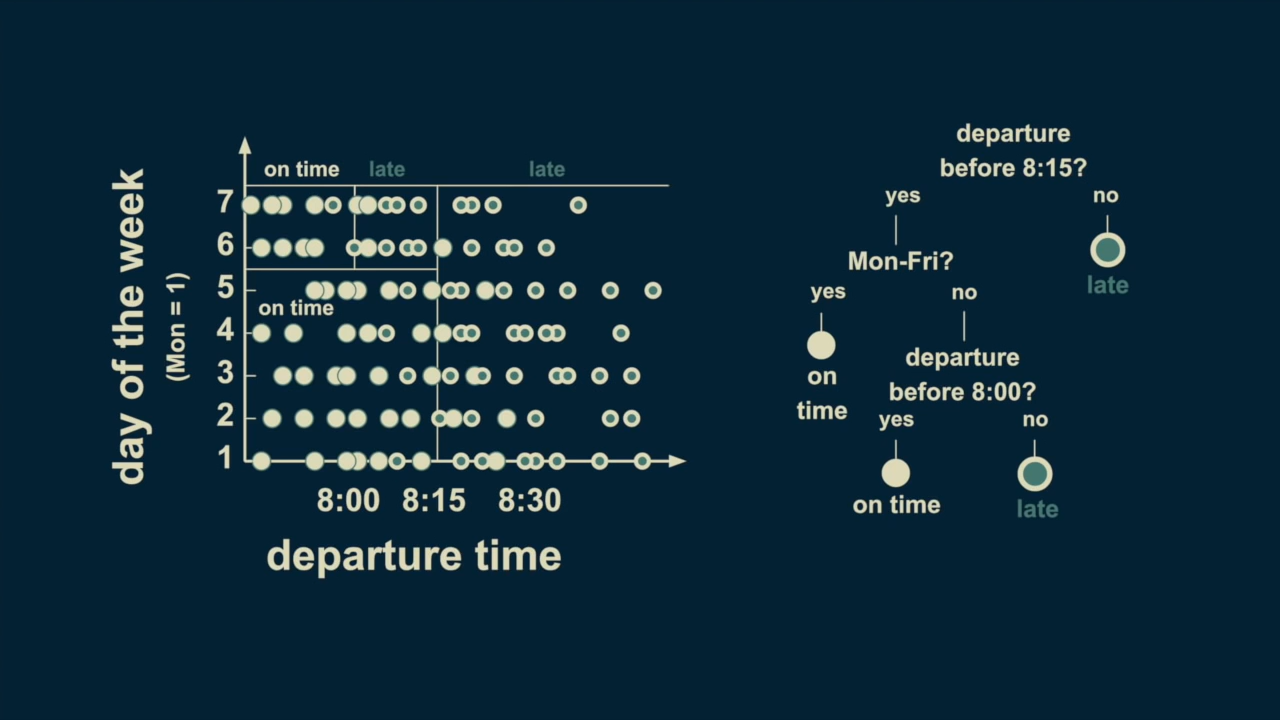 day of the week
(Mon = 1)
on time
late
late
7
6
5
on time
4
3
2
1
8:00
8:15
8:30
departure time
departure
before 8:15?
yes
no
Mon-Fri?
late
yes
no
on
time
departure
before 8:00?
yes
no
on time
late